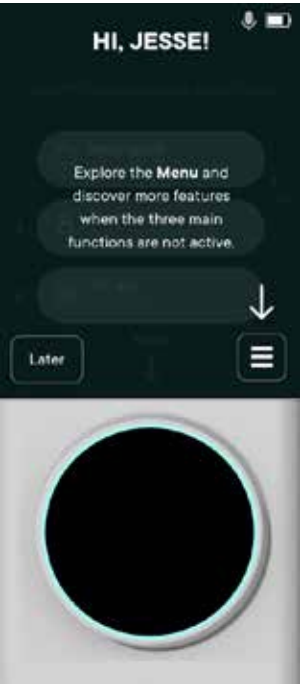 HI, JESSE!
Explore the Menu and
discover more features
when the three main
functions are not active.
Later